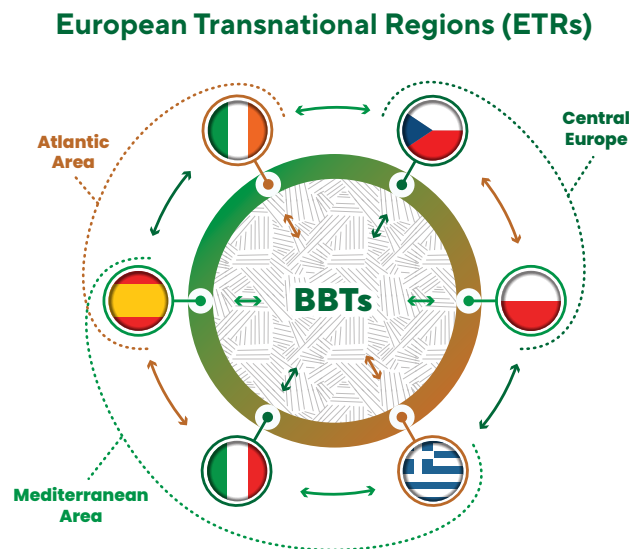 European Transnational Regions (ETRs)
Atlantic
Area
Central
Europe
BBTs
Mediterranean
Area